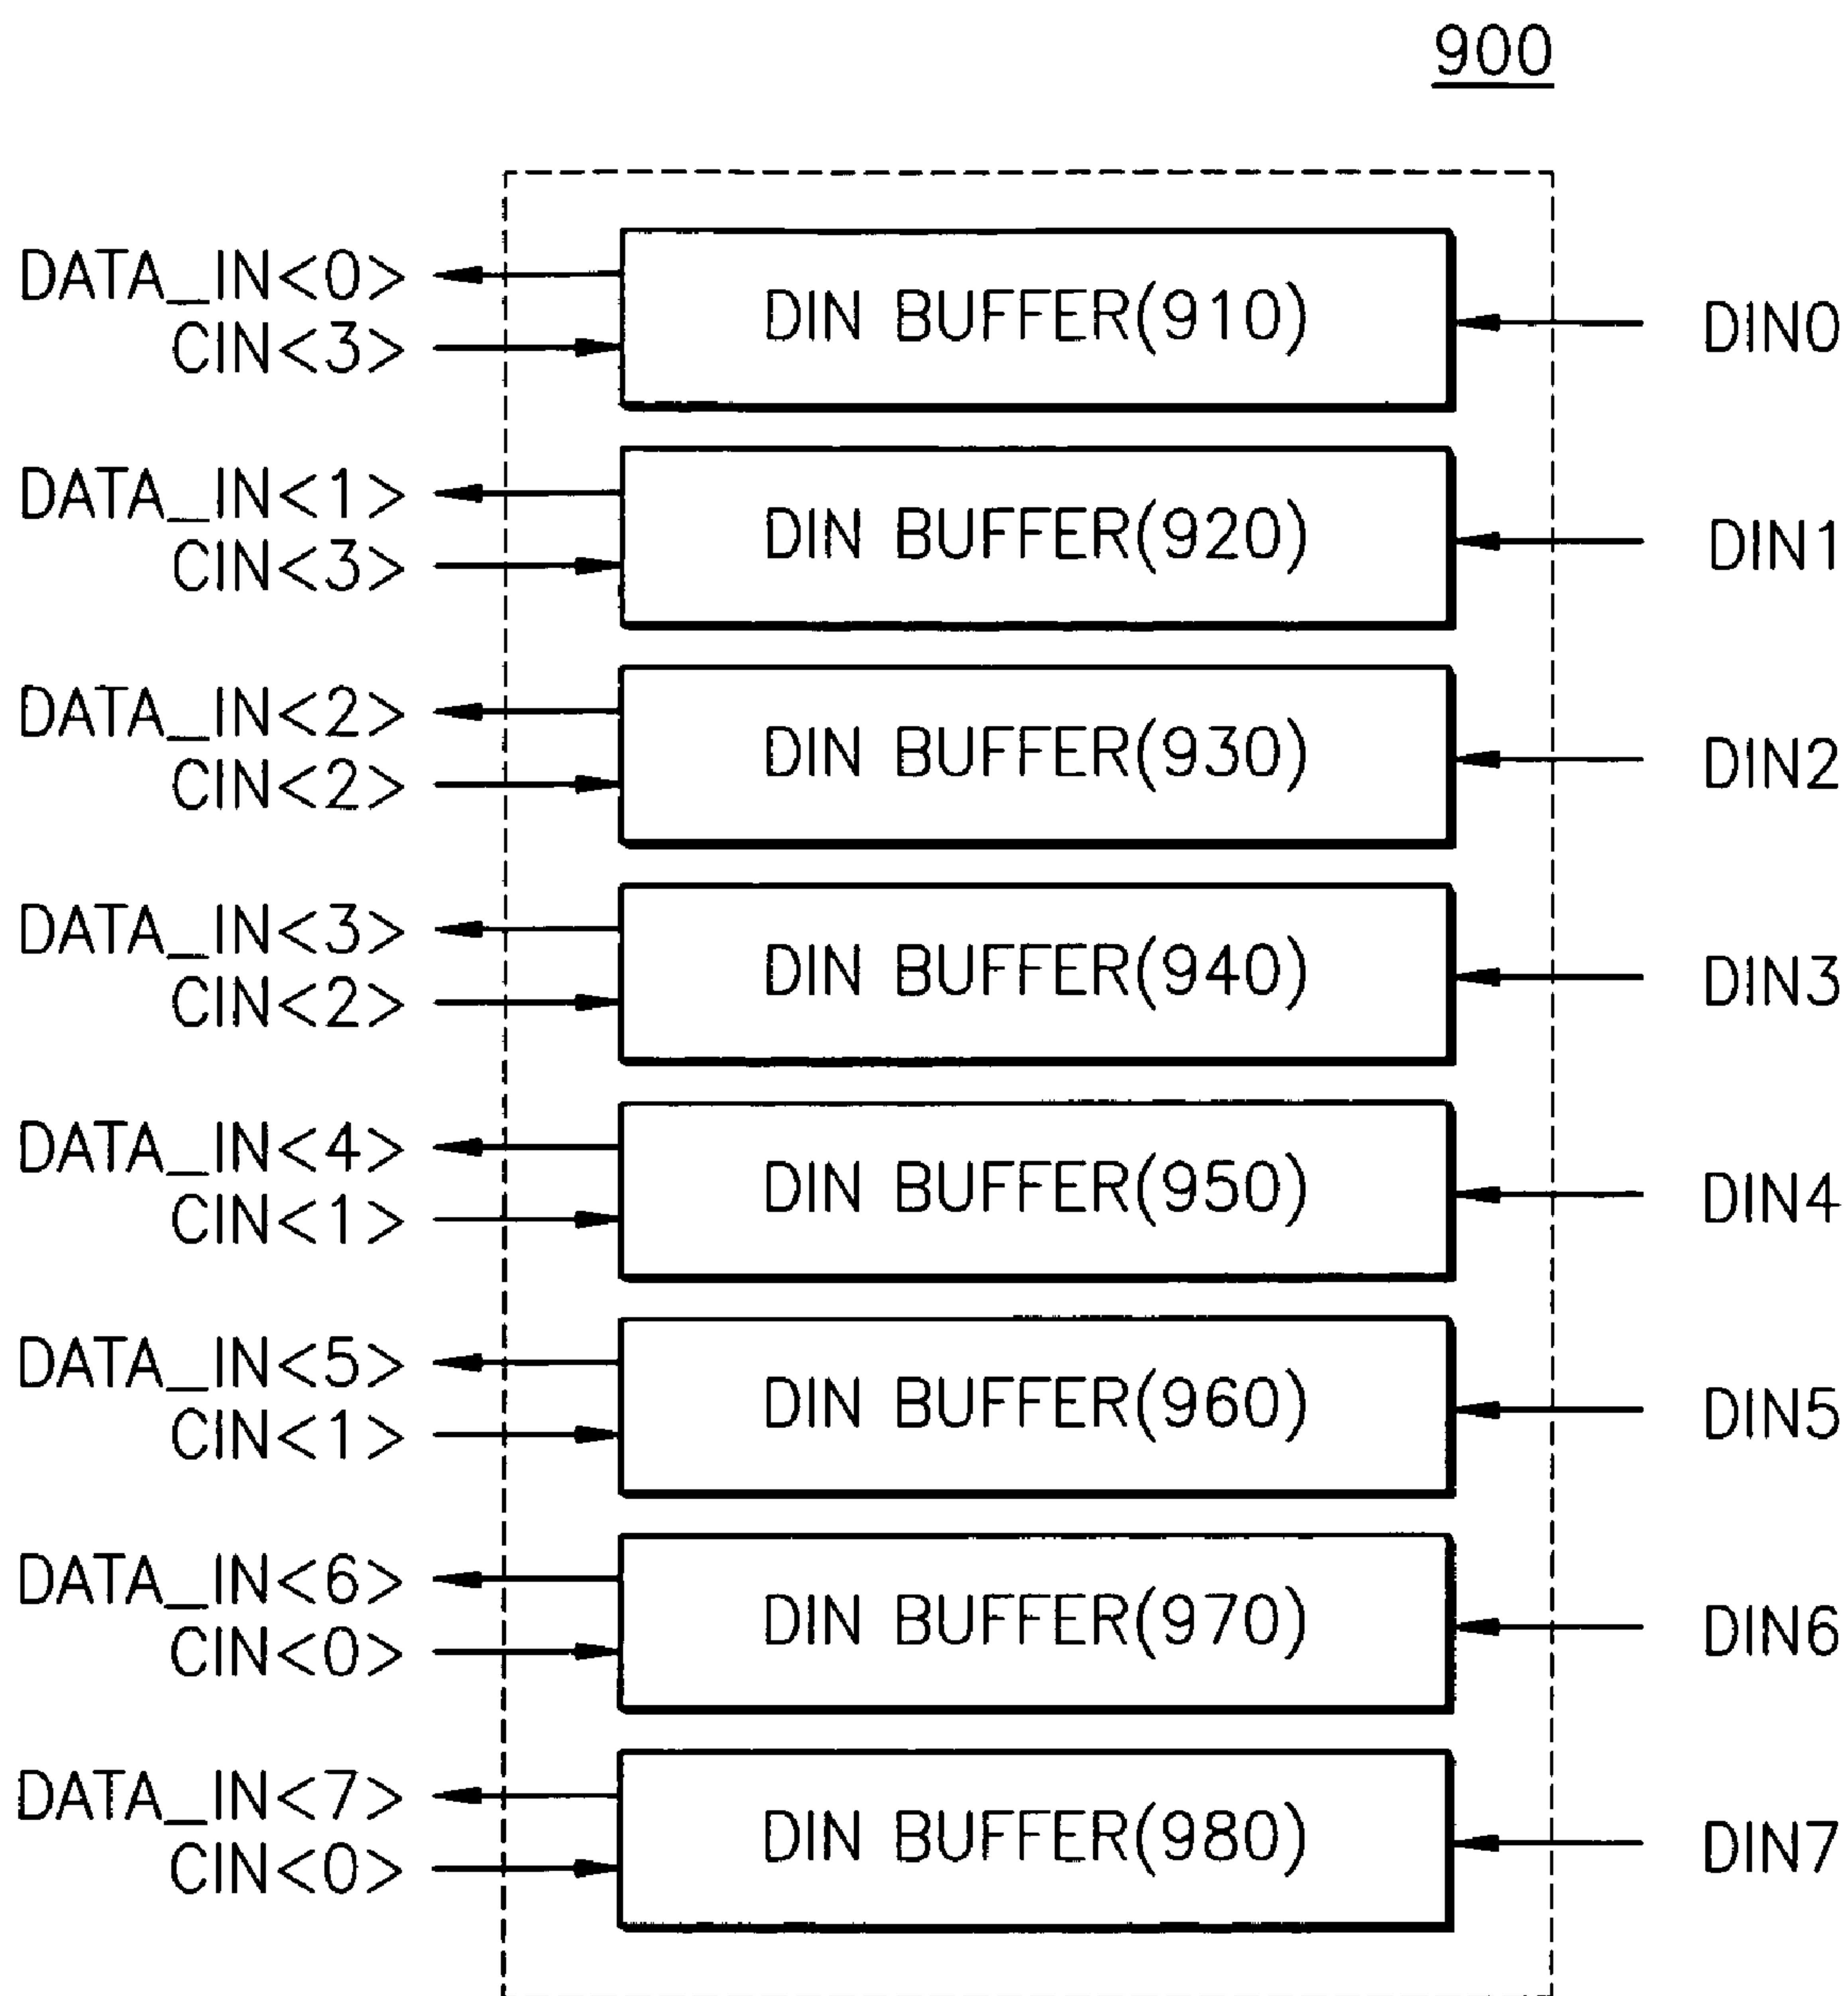 900
DATA_IN<0>
CIN<3>
DIN BUFFER(910)
DIN0
DATA_IN<1>
CIN<3>
DIN BUFFER(920)
DIN1
DATA_IN<2>
CIN<2>
DIN BUFFER(930)
DIN2
DATA_IN<3>
CIN<2>
DIN BUFFER(940)
DIN3
DATA_IN<4>
CIN<1>
DIN BUFFER(950)
DIN4
DATA_IN<5>
CIN<1>
DIN BUFFER(960)
DIN5
DATA_IN<6>
CIN<0>
DIN BUFFER(970)
DIN6
DATA_IN<7>
CIN<0>
DIN BUFFER(980)
DIN7